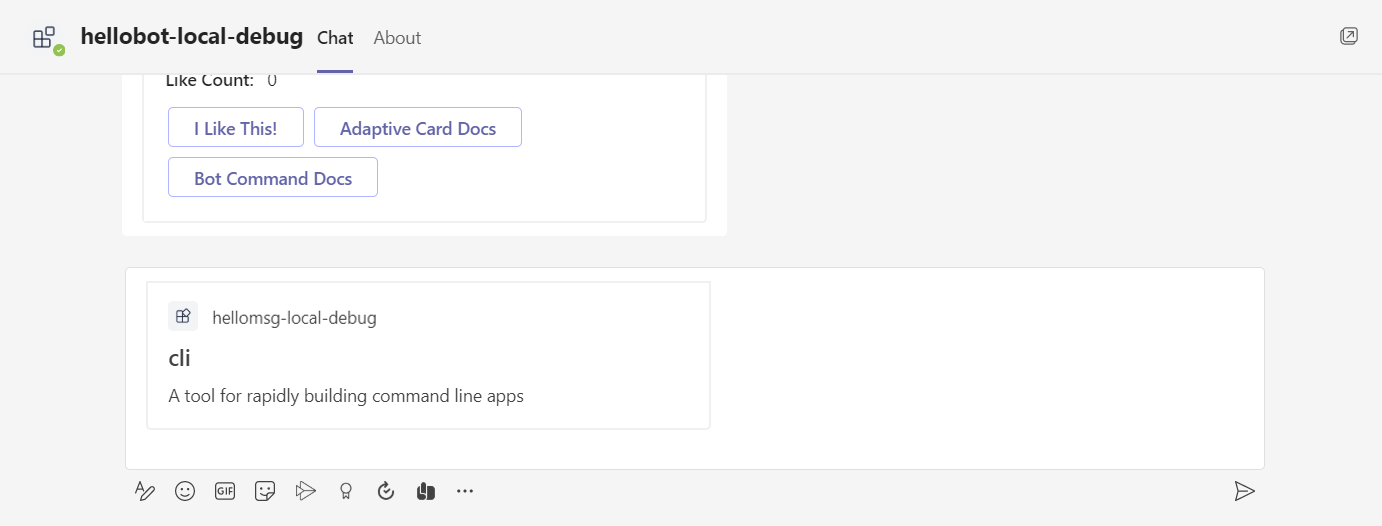 hellobot-local-debug Chat About
Like Count: 0
I Like This! Adaptive Card Docs
Bot Command Docs
hellomsg-local-debug
cli
A tool for rapidly building command line apps
GIF